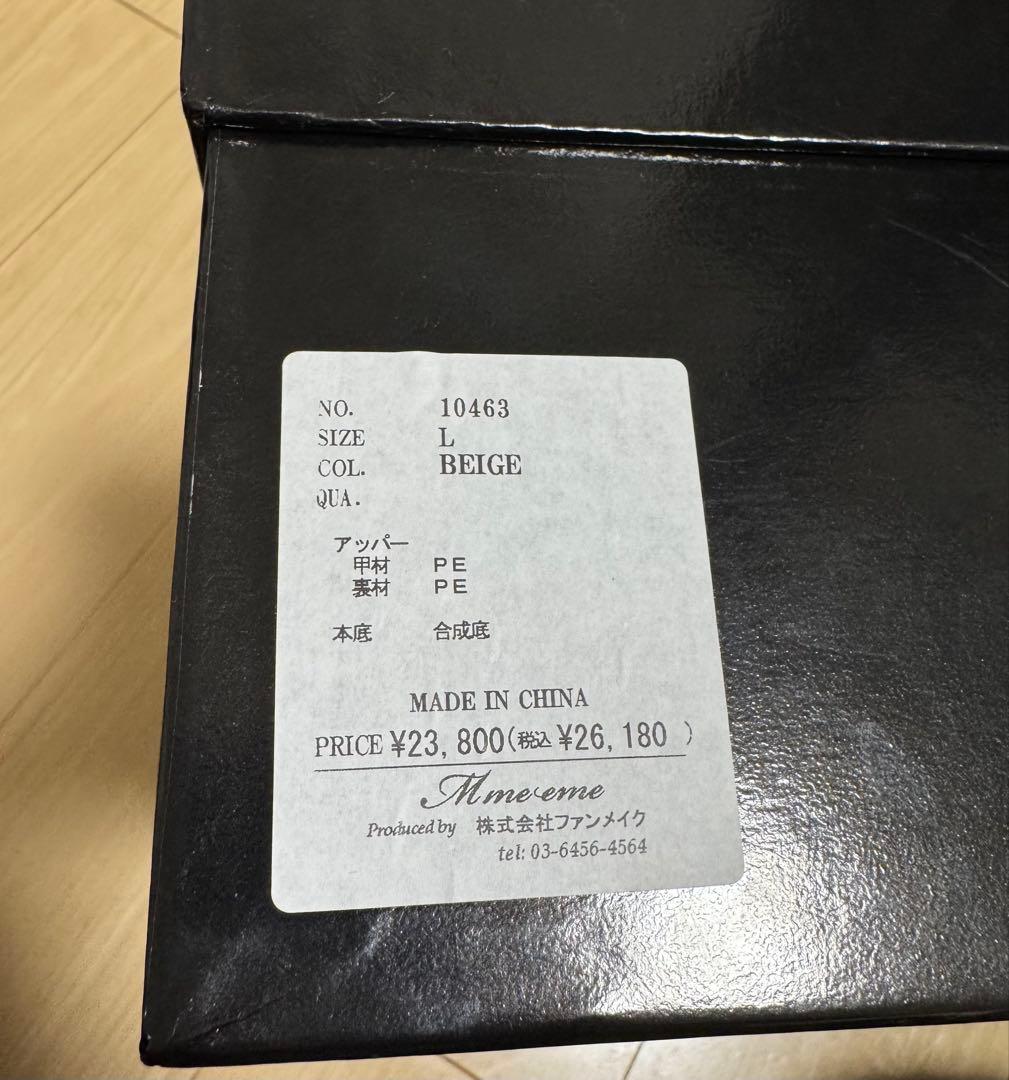 NO. 10463
SIZE L
COL. BEIGE
QUA.
アッパー
甲材 PE
裏材 PE
本底 合成底
MADE IN CHINA
PRICE ¥23,800(税込 ¥26,180 )
Mmeeme
Produced by 株式会社ファンメイク
tel: 03-6456-4564